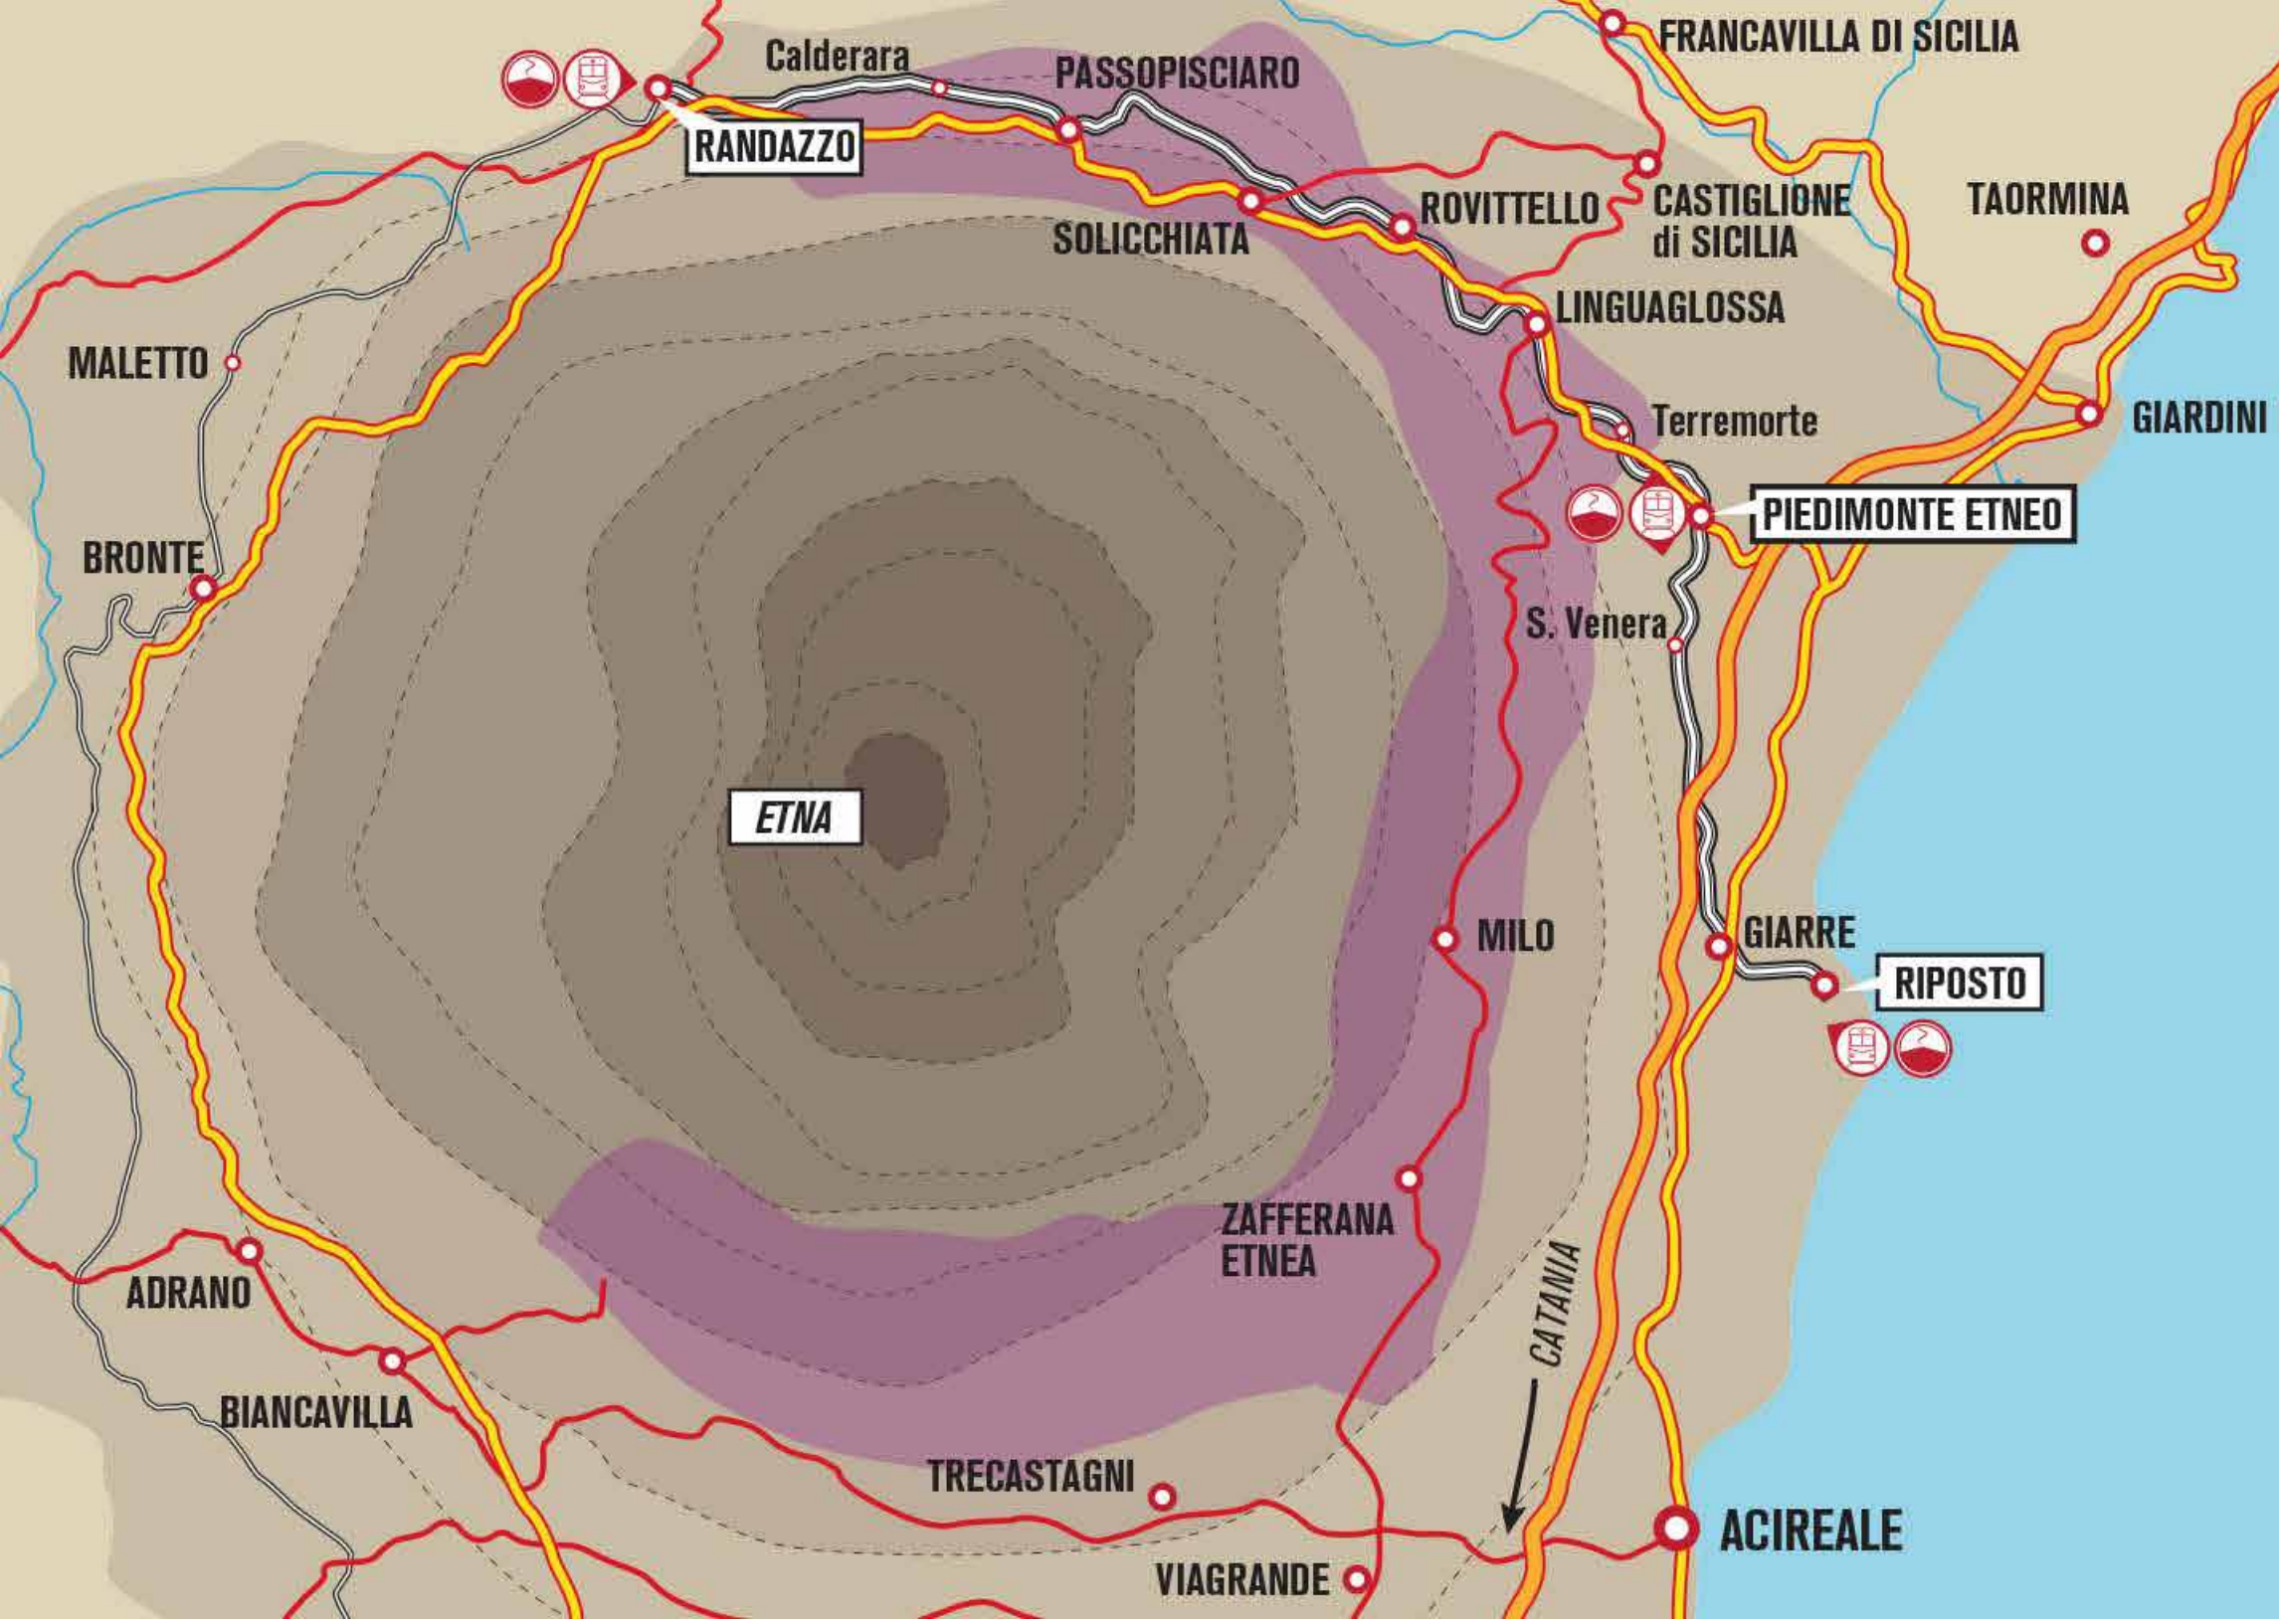 FRANCAVILLA DI SICILIA
Calderara
PASSOPISCIARO
RANDAZZO
ROVITTELLO
CASTIGLIONE
di SICILIA
TAORMINA
SOLICCHIATA
LINGUAGLOSSA
MALETTO
Terremorte
GIARDINI
PIEDIMONTE ETNEO
BRONTE
S. Venera
ETNA
MILO
GIARRE
RIPOSTO
ZAFFERANA
ETNEA
ADRANO
CATANIA
BIANCAVILLA
TRECASTAGNI
ACIREALE
VIAGRANDE